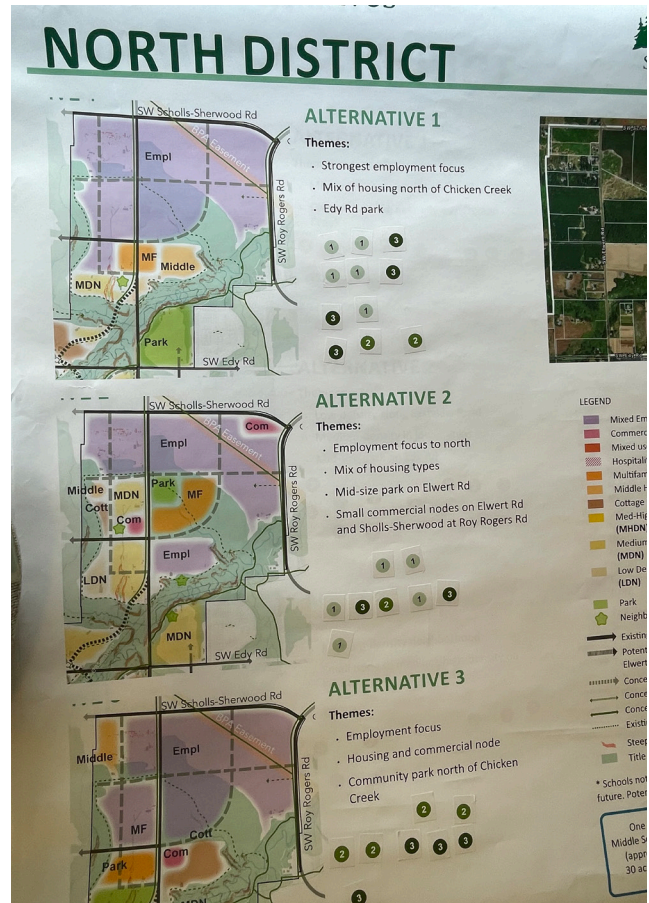 NORTH DISTRICT
SW Scholls-Sherwood Rd
BPA Easement
Empl
SW Roy Rogers Rd
MF
Middle
MDN
Park
SW Edy Rd
ALTERNATIVE 1
Themes:
· Strongest employment focus
· Mix of housing north of Chicken Creek
· Edy Rd park
1 1 3
1 1 3
3 1
3 2 2
SW Scholls-Sherwood Rd
Com
BPA Easement
Empl
SW Roy Rogers Rd
Middle
MDN
Park
MF
Cott
Com
Empl
LDN
MDN
SW Edy Rd
ALTERNATIVE 2
Themes:
· Employment focus to north
· Mix of housing types
· Mid-size park on Elwert Rd
· Small commercial nodes on Elwert Rd
and Sholls-Sherwood at Roy Rogers Rd
1 1
1 3 2 1 3
1
LEGEND
Mixed Em
Commerc
Mixed us
Hospitali
Multifam
Middle H
Cottage
Med-Hig
(MHDN)
Medium
(MDN)
Low De
(LDN)
Park
Neighb
Existin
Potent
Elwert
Conce
Conce
Conce
Existi
Steep
Title
* Schools not
future. Poter
One
Middle S
(appr
30 ac
SW Scholls-Sherwood Rd
BPA Easement
Middle
Empl
SW Roy Rogers Rd
MF
Cott
Com
Park
MDN
ALTERNATIVE 3
Themes:
· Employment focus
· Housing and commercial node
· Community park north of Chicken
Creek
2 2
2 2 3 3 3
3